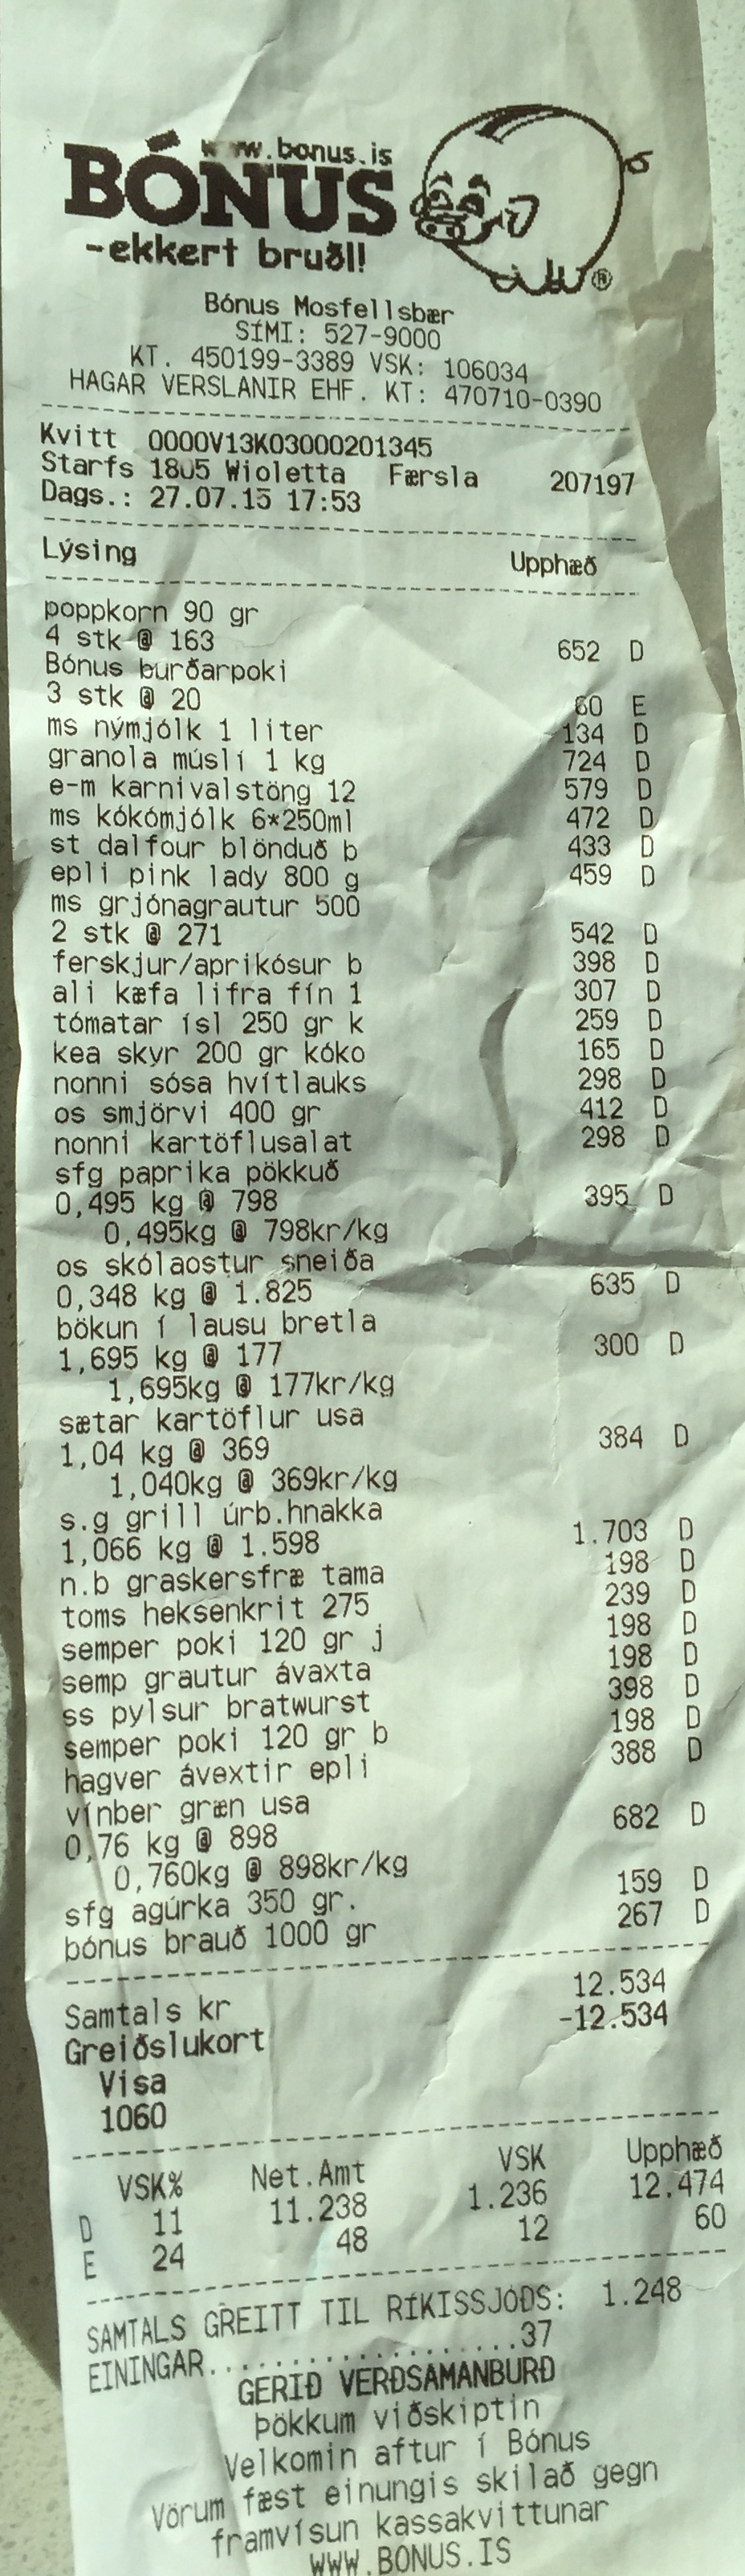 www.bonus.is
BÓNUS
-ekkert bruðl!
Bónus Mosfellsbær
SÍMI: 527-9000
KT. 450199-3389 VSK: 106034
HAGAR VERSLANIR EHF. KT: 470710-0390
Kvitt 0000V13K03000201345
Starfs 1805 Wioletta Færsla 207197
Dags.: 27.07.15 17:53
Lýsing Upphæð
poppkorn 90 gr
4 stk @ 163 652 D
Bónus burðarpoki
3 stk @ 20 60 E
ms nýmjólk 1 liter 134 D
granola múslí 1 kg 724 D
e-m karnivalstöng 12 579 D
ms kókómjólk 6*250ml 472 D
st dalfour blönduð b 433 D
epli pink lady 800 g 459 D
ms grjónagrautur 500
2 stk @ 271 542 D
ferskjur/aprikósur b 398 D
ali kæfa lifra fín 1 307 D
tómatar ísl 250 gr k 259 D
kea skyr 200 gr kóko 165 D
nonni sósa hvítlauks 298 D
os smjörvi 400 gr 412 D
nonni kartöflusalat 298 D
sfg paprika pökkuð
0,495 kg @ 798 395 D
0,495kg @ 798kr/kg
os skólaostur sneiða
0,348 kg @ 1.825 635 D
bökun í lausu bretla
1,695 kg @ 177 300 D
1,695kg @ 177kr/kg
sætar kartöflur usa
1,04 kg @ 369 384 D
1,040kg @ 369kr/kg
s.g grill úrb.hnakka
1,066 kg @ 1.598 1.703 D
n.b graskersfræ tama 198 D
toms heksenkrit 275 239 D
semper poki 120 gr j 198 D
semp grautur ávaxta 198 D
ss pylsur bratwurst 398 D
semper poki 120 gr b 198 D
hagver ávextir epli 388 D
vínber græn usa
0,76 kg @ 898 682 D
0,760kg @ 898kr/kg
sfg agúrka 350 gr. 159 D
bónus brauð 1000 gr 267 D
Samtals kr 12.534
Greiðslukort -12.534
Visa
1060
VSK% Net.Amt VSK Upphæð
D 11 11.238 1.236 12.474
E 24 48 12 60
SAMTALS GREITT TIL RÍKISSJÓÐS: 1.248
EININGAR...................37
GERIÐ VERÐSAMANBURÐ
Þökkum viðskiptin
Velkomin aftur í Bónus
Vörum fæst einungis skilað gegn
framvísun kassakvittunar
WWW.BONUS.IS